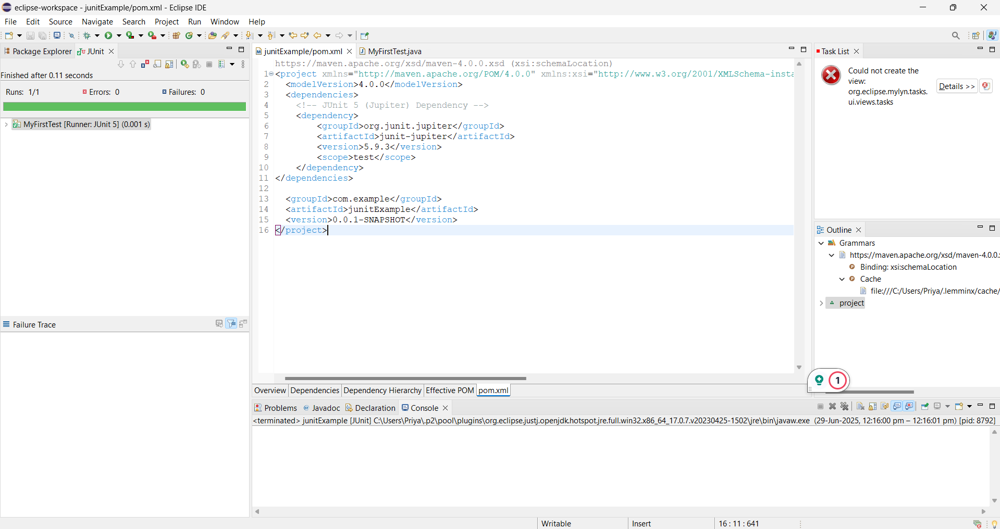 eclipse-workspace - junitExample/pom.xml - Eclipse IDE
File Edit Source Navigate Search Project Run Window Help
Package Explorer JUnit
Finished after 0.11 seconds
Runs: 1/1 Errors: 0 Failures: 0
MyFirstTest [Runner: JUnit 5] (0.001 s)
Failure Trace
junitExample/pom.xml MyFirstTest.java
https://maven.apache.org/xsd/maven-4.0.0.xsd (xsi:schemaLocation)
1 <project xmlns="http://maven.apache.org/POM/4.0.0" xmlns:xsi="http://www.w3.org/2001/XMLSchema-insta
2 <modelVersion>4.0.0</modelVersion>
3 <dependencies>
4 <!-- JUnit 5 (Jupiter) Dependency -->
5 <dependency>
6 <groupId>org.junit.jupiter</groupId>
7 <artifactId>junit-jupiter</artifactId>
8 <version>5.9.3</version>
9 <scope>test</scope>
10 </dependency>
11 </dependencies>
12
13 <groupId>com.example</groupId>
14 <artifactId>junitExample</artifactId>
15 <version>0.0.1-SNAPSHOT</version>
16 </project>
Overview Dependencies Dependency Hierarchy Effective POM pom.xml
Task List
Could not create the
view:
org.eclipse.mylyn.tasks.
ui.views.tasks
Details >>
Outline
Grammars
https://maven.apache.org/xsd/maven-4.0.0.
Binding: xsi:schemaLocation
Cache
file:///C:/Users/Priya/.lemminx/cache/
project
1
Problems Javadoc Declaration Console
<terminated> junitExample [JUnit] C:\Users\Priya\.p2\pool\plugins\org.eclipse.justj.openjdk.hotspot.jre.full.win32.x86_64_17.0.7.v20230425-1502\jre\bin\javaw.exe (29-Jun-2025, 12:16:00 pm – 12:16:01 pm) [pid: 8792]
Writable Insert 16 : 11 : 641